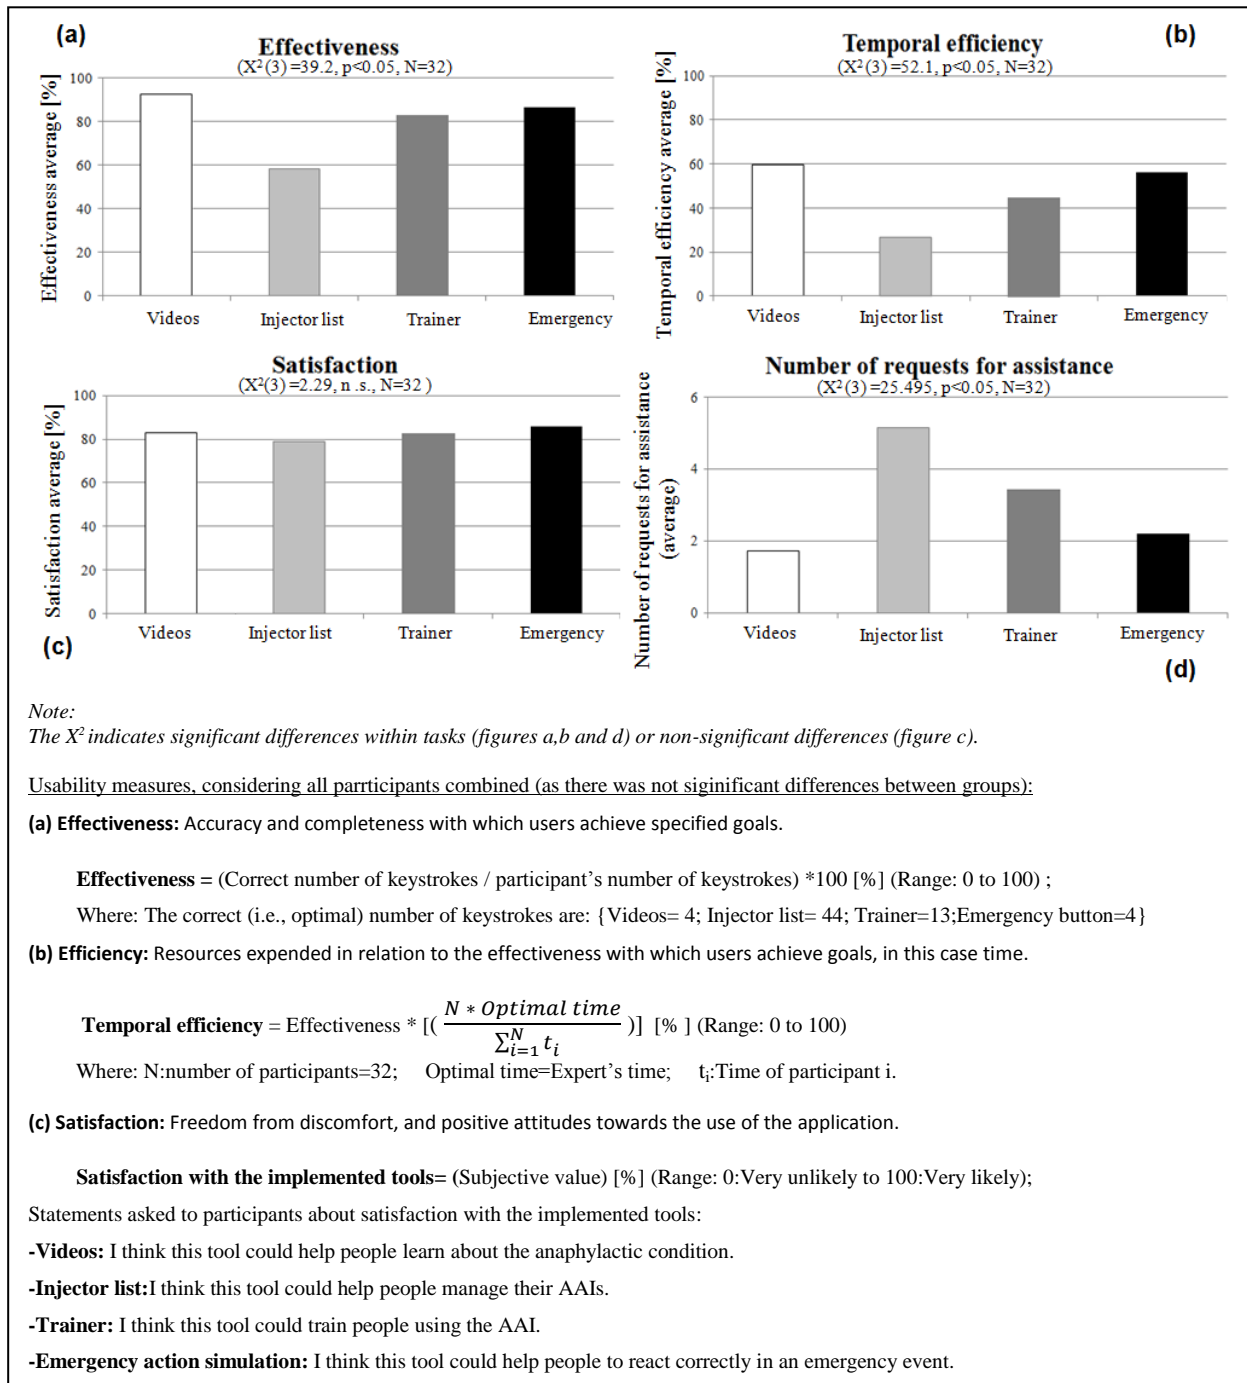 (a)
Effectiveness
(X²(3) =39.2, p<0.05, N=32)
Effectiveness average [%]
100
80
60
40
20
0
Videos
Injector list
Trainer
Emergency
(b)
Temporal efficiency
(X²(3) =52.1, p<0.05, N=32)
Temporal efficiency average [%]
100
80
60
40
20
0
Videos
Injector list
Trainer
Emergency
Satisfaction
(X²(3) =2.29, n .s., N=32 )
Satisfaction average [%]
100
80
60
40
20
0
Videos
Injector list
Trainer
Emergency
(c)
Number of requests for assistance
(X²(3) =25.495, p<0.05, N=32)
Number of requests for assistance
(average)
6
4
2
0
Videos
Injector list
Trainer
Emergency
(d)
Note:
The X² indicates significant differences within tasks (figures a,b and d) or non-significant differences (figure c).
Usability measures, considering all parrticipants combined (as there was not siginificant differences between groups):
(a) Effectiveness: Accuracy and completeness with which users achieve specified goals.
Effectiveness = (Correct number of keystrokes / participant's number of keystrokes) *100 [%] (Range: 0 to 100) ;
Where: The correct (i.e., optimal) number of keystrokes are: {Videos= 4; Injector list= 44; Trainer=13;Emergency button=4}
(b) Efficiency: Resources expended in relation to the effectiveness with which users achieve goals, in this case time.
Temporal efficiency = Effectiveness * [( N * Optimal time / ∑_{i=1}^{N} t_i )] [% ] (Range: 0 to 100)
Where: N:number of participants=32; Optimal time=Expert's time; tᵢ:Time of participant i.
(c) Satisfaction: Freedom from discomfort, and positive attitudes towards the use of the application.
Satisfaction with the implemented tools= (Subjective value) [%] (Range: 0:Very unlikely to 100:Very likely);
Statements asked to participants about satisfaction with the implemented tools:
-Videos: I think this tool could help people learn about the anaphylactic condition.
-Injector list:I think this tool could help people manage their AAIs.
-Trainer: I think this tool could train people using the AAI.
-Emergency action simulation: I think this tool could help people to react correctly in an emergency event.